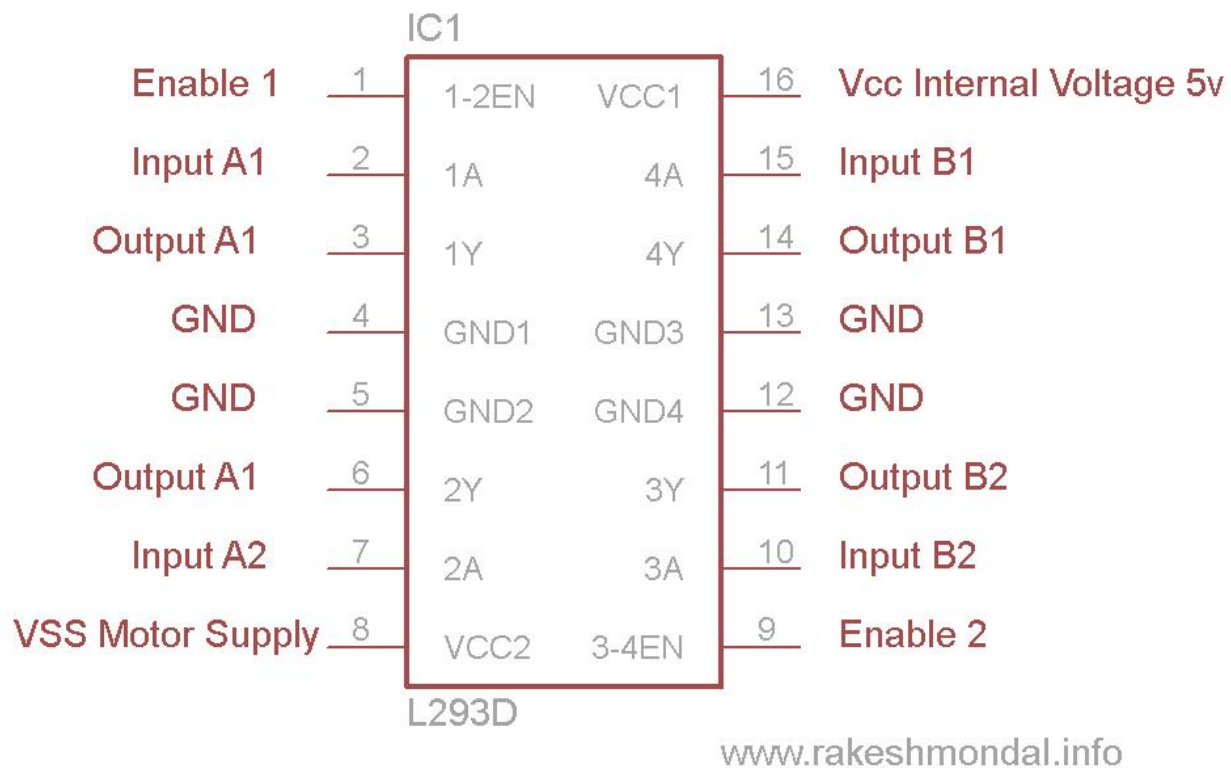 IC1
Enable 1 1 1-2EN VCC1 16 Vcc Internal Voltage 5v
Input A1 2 1A 4A 15 Input B1
Output A1 3 1Y 4Y 14 Output B1
GND 4 GND1 GND3 13 GND
GND 5 GND2 GND4 12 GND
Output A1 6 2Y 3Y 11 Output B2
Input A2 7 2A 3A 10 Input B2
VSS Motor Supply 8 VCC2 3-4EN 9 Enable 2
L293D
www.rakeshmondal.info